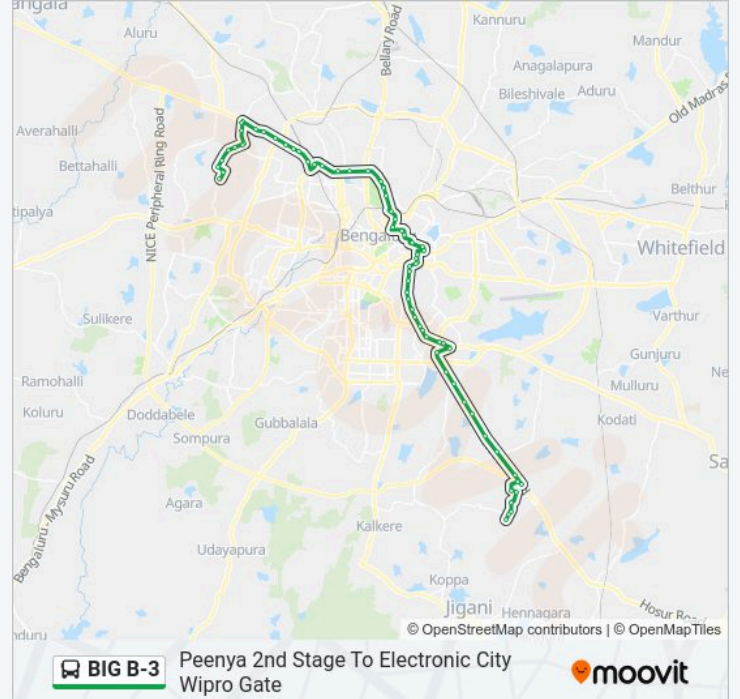 angala
Kannuru
Aluru
Bellary Road
Mandur
Anagalapura
Bileshivale
Aduru
Old Madras R
Averahalli
NICE Peripheral Ring Road
Bettahalli
Belthur
tipalya
Bengal
Whitefield
Sulikere
Varthur
Gunjuru
Ramohalli
Ne
Mulluru
Koluru
Doddabele
Gubbalala
Kodati
Sompura
Sa
Bengaluru - Mysuru Road
Agara
Kalkere
Udayapura
Koppa
Jigani
Hennagara
Hosur Road
© OpenStreetMap contributors | © OpenMapTiles
nduru
BIG B-3
Peenya 2nd Stage To Electronic City
Wipro Gate
moovit